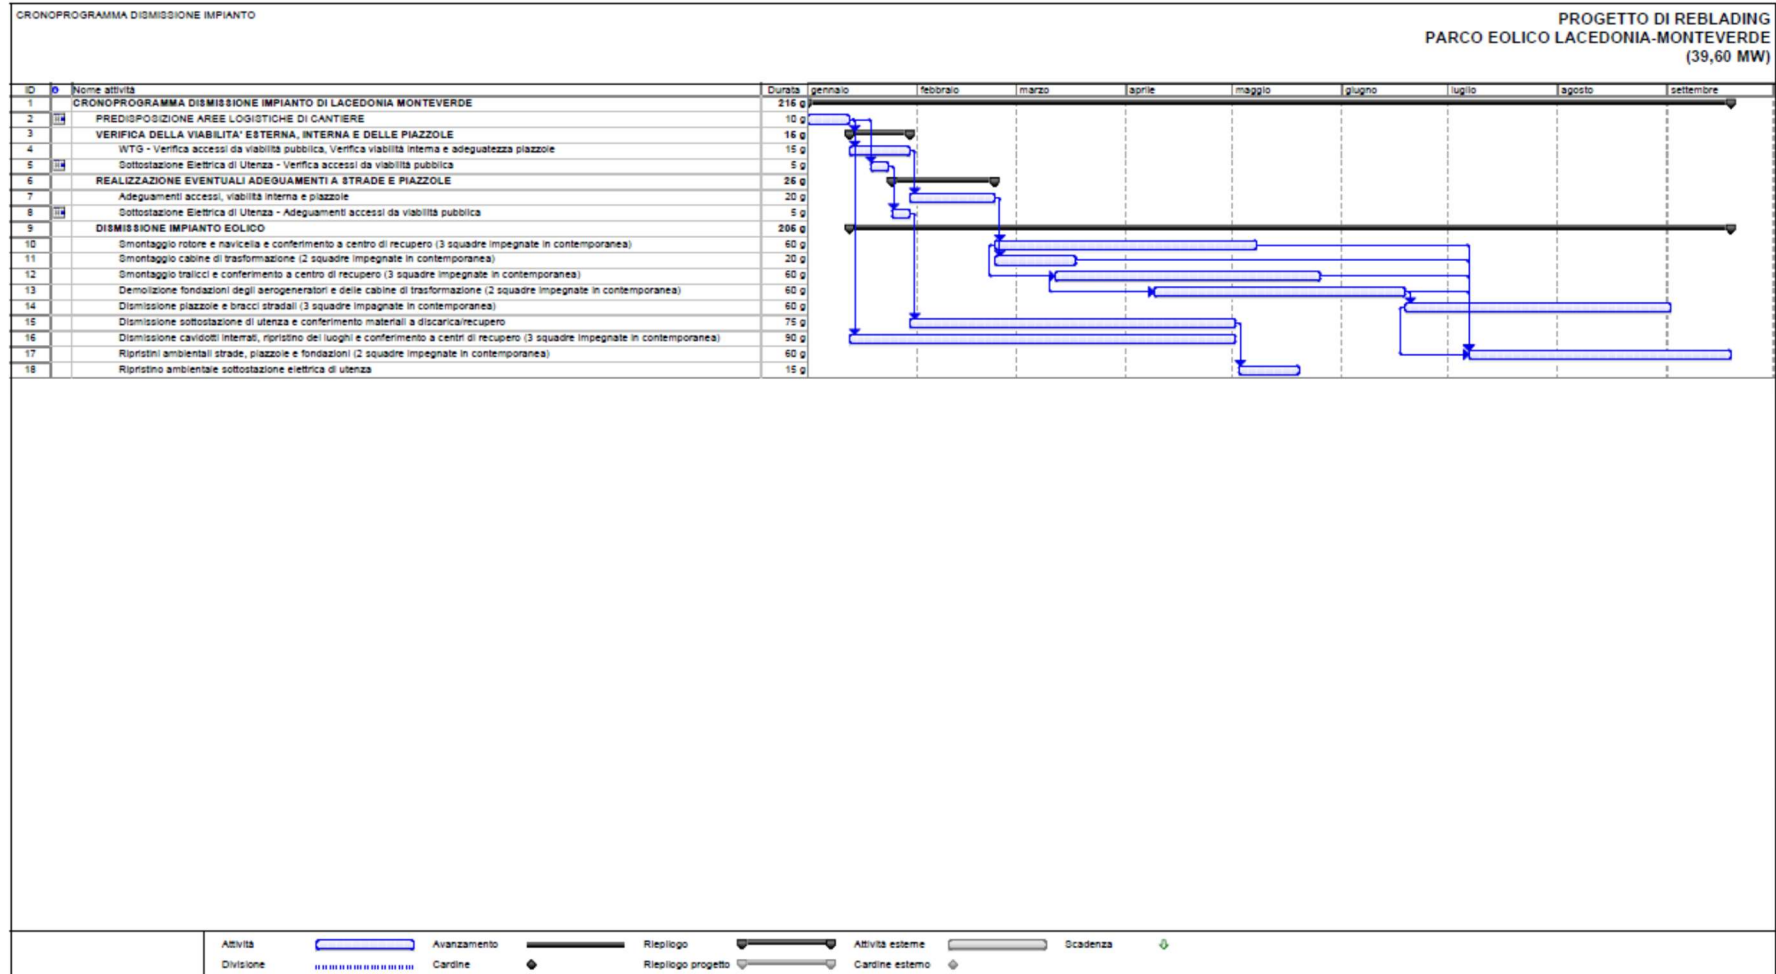 CRONOPROGRAMMA DISMISSIONE IMPIANTO
PROGETTO DI REBLADING
PARCO EOLICO LACEDONIA-MONTEVERDE
(39,60 MW)
ID Nome attività Durata gennaio febbraio marzo aprile maggio giugno luglio agosto settembre
1 CRONOPROGRAMMA DISMISSIONE IMPIANTO DI LACEDONIA MONTEVERDE 216 g
2 PREDISPOSIZIONE AREE LOGISTICHE DI CANTIERE 10 g
3 VERIFICA DELLA VIABILITA' ESTERNA, INTERNA E DELLE PIAZZOLE 16 g
4 WTG - Verifica accessi da viabilità pubblica, Verifica viabilità interna e adeguatezza piazzole 15 g
5 Sottostazione Elettrica di Utenza - Verifica accessi da viabilità pubblica 5 g
6 REALIZZAZIONE EVENTUALI ADEGUAMENTI A STRADE E PIAZZOLE 26 g
7 Adeguamenti accessi, viabilità interna e piazzole 20 g
8 Sottostazione Elettrica di Utenza - Adeguamenti accessi da viabilità pubblica 5 g
9 DISMISSIONE IMPIANTO EOLICO 206 g
10 Smontaggio rotore e navicella e conferimento a centro di recupero (3 squadre impegnate in contemporanea) 60 g
11 Smontaggio cabine di trasformazione (2 squadre impegnate in contemporanea) 20 g
12 Smontaggio tralicci e conferimento a centro di recupero (3 squadre impegnate in contemporanea) 60 g
13 Demolizione fondazioni degli aerogeneratori e delle cabine di trasformazione (2 squadre impegnate in contemporanea) 60 g
14 Dismissione piazzole e bracci stradali (3 squadre impagnate in contemporanea) 60 g
15 Dismissione sottostazione di utenza e conferimento materiali a discarica/recupero 75 g
16 Dismissione cavidotti interrati, ripristino dei luoghi e conferimento a centri di recupero (3 squadre impegnate in contemporanea) 90 g
17 Ripristini ambientali strade, piazzole e fondazioni (2 squadre impegnate in contemporanea) 60 g
18 Ripristino ambientale sottostazione elettrica di utenza 15 g
Attività Avanzamento Riepilogo Attività esterne Scadenza
Divisione Cardine Riepilogo progetto Cardine esterno